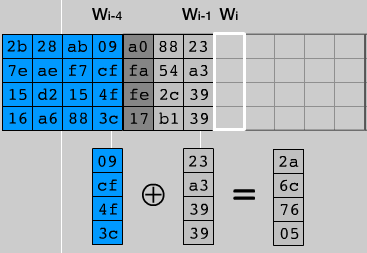 Wi-4 Wi-1 Wi
2b 28 ab 09 a0 88 23
7e ae f7 cf fa 54 a3
15 d2 15 4f fe 2c 39
16 a6 88 3c 17 b1 39
09 23 2a
cf a3 6c
⊕ =
4f 39 76
3c 39 05